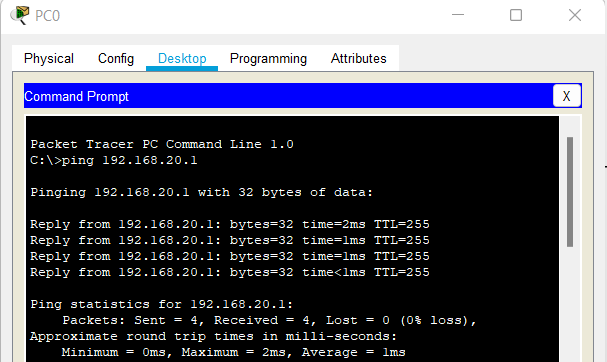 PC0
Physical Config Desktop Programming Attributes
Command Prompt X
Packet Tracer PC Command Line 1.0
C:\>ping 192.168.20.1
Pinging 192.168.20.1 with 32 bytes of data:
Reply from 192.168.20.1: bytes=32 time=2ms TTL=255
Reply from 192.168.20.1: bytes=32 time=1ms TTL=255
Reply from 192.168.20.1: bytes=32 time=1ms TTL=255
Reply from 192.168.20.1: bytes=32 time<1ms TTL=255
Ping statistics for 192.168.20.1:
Packets: Sent = 4, Received = 4, Lost = 0 (0% loss),
Approximate round trip times in milli-seconds:
Minimum = 0ms, Maximum = 2ms, Average = 1ms